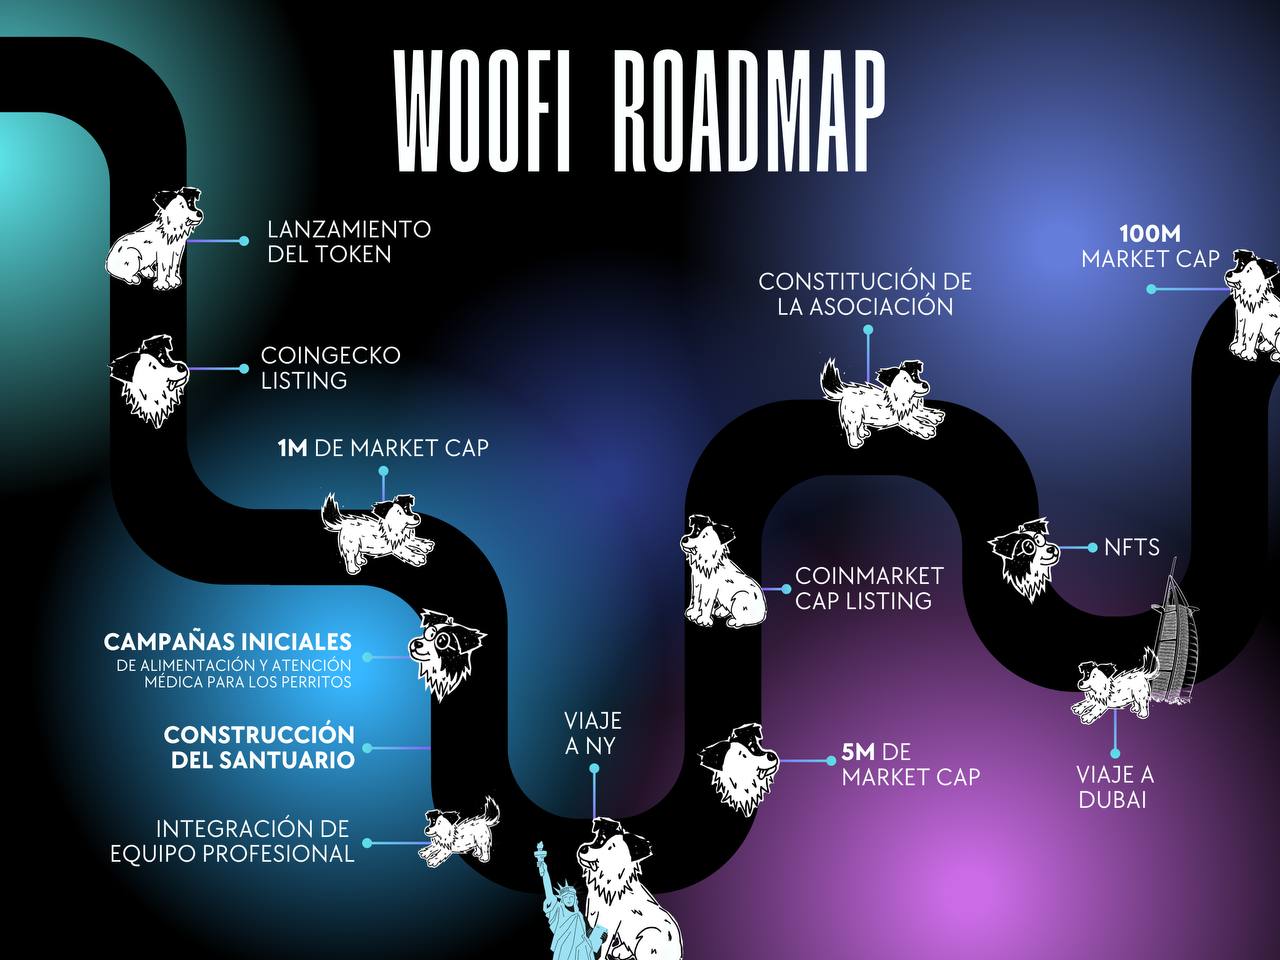 WOOFI ROADMAP
LANZAMIENTO
DEL TOKEN
COINGECKO
LISTING
1M DE MARKET CAP
CAMPAÑAS INICIALES
DE ALIMENTACIÓN Y ATENCIÓN
MÉDICA PARA LOS PERRITOS
CONSTRUCCIÓN
DEL SANTUARIO
INTEGRACIÓN DE
EQUIPO PROFESIONAL
VIAJE
A NY
5M DE
MARKET CAP
COINMARKET
CAP LISTING
CONSTITUCIÓN DE
LA ASOCIACIÓN
NFTS
VIAJE A
DUBAI
100M
MARKET CAP